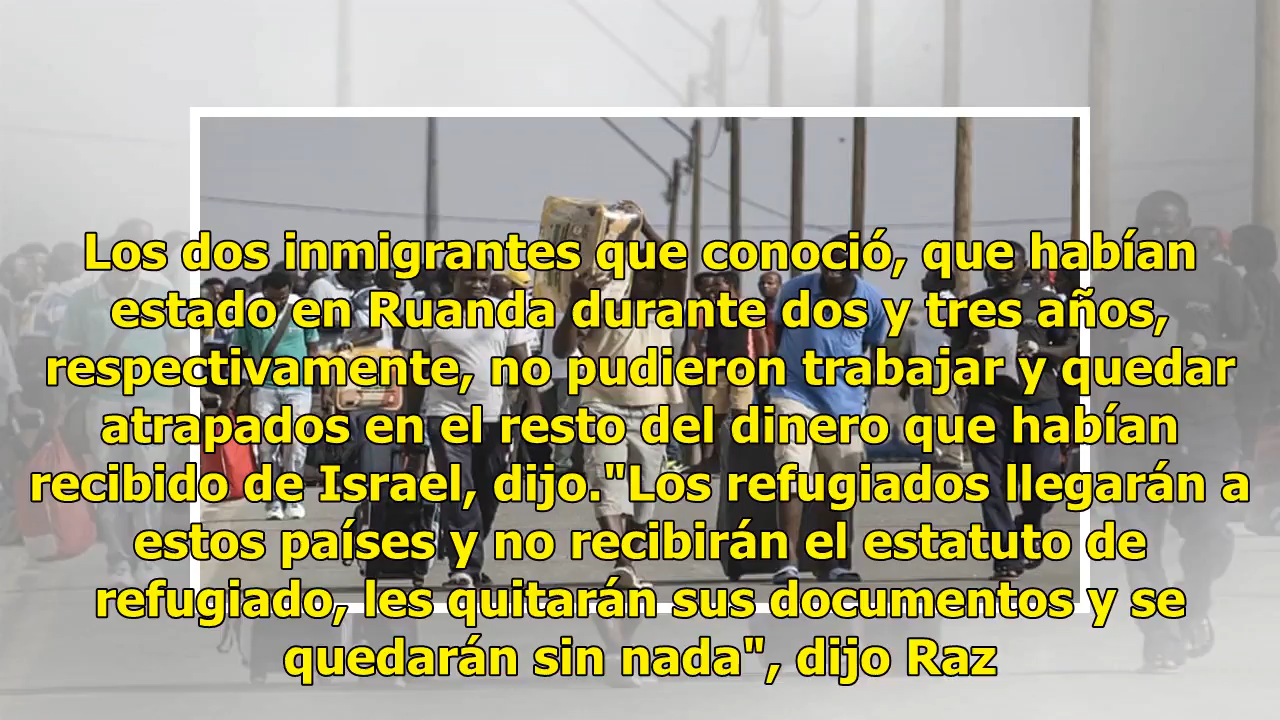 Los dos inmigrantes que conoció, que habían
estado en Ruanda durante dos y tres años,
respectivamente, no pudieron trabajar y quedar
atrapados en el resto del dinero que habían
recibido de Israel, dijo."Los refugiados llegarán a
estos países y no recibirán el estatuto de
refugiado, les quitarán sus documentos y se
quedarán sin nada", dijo Raz